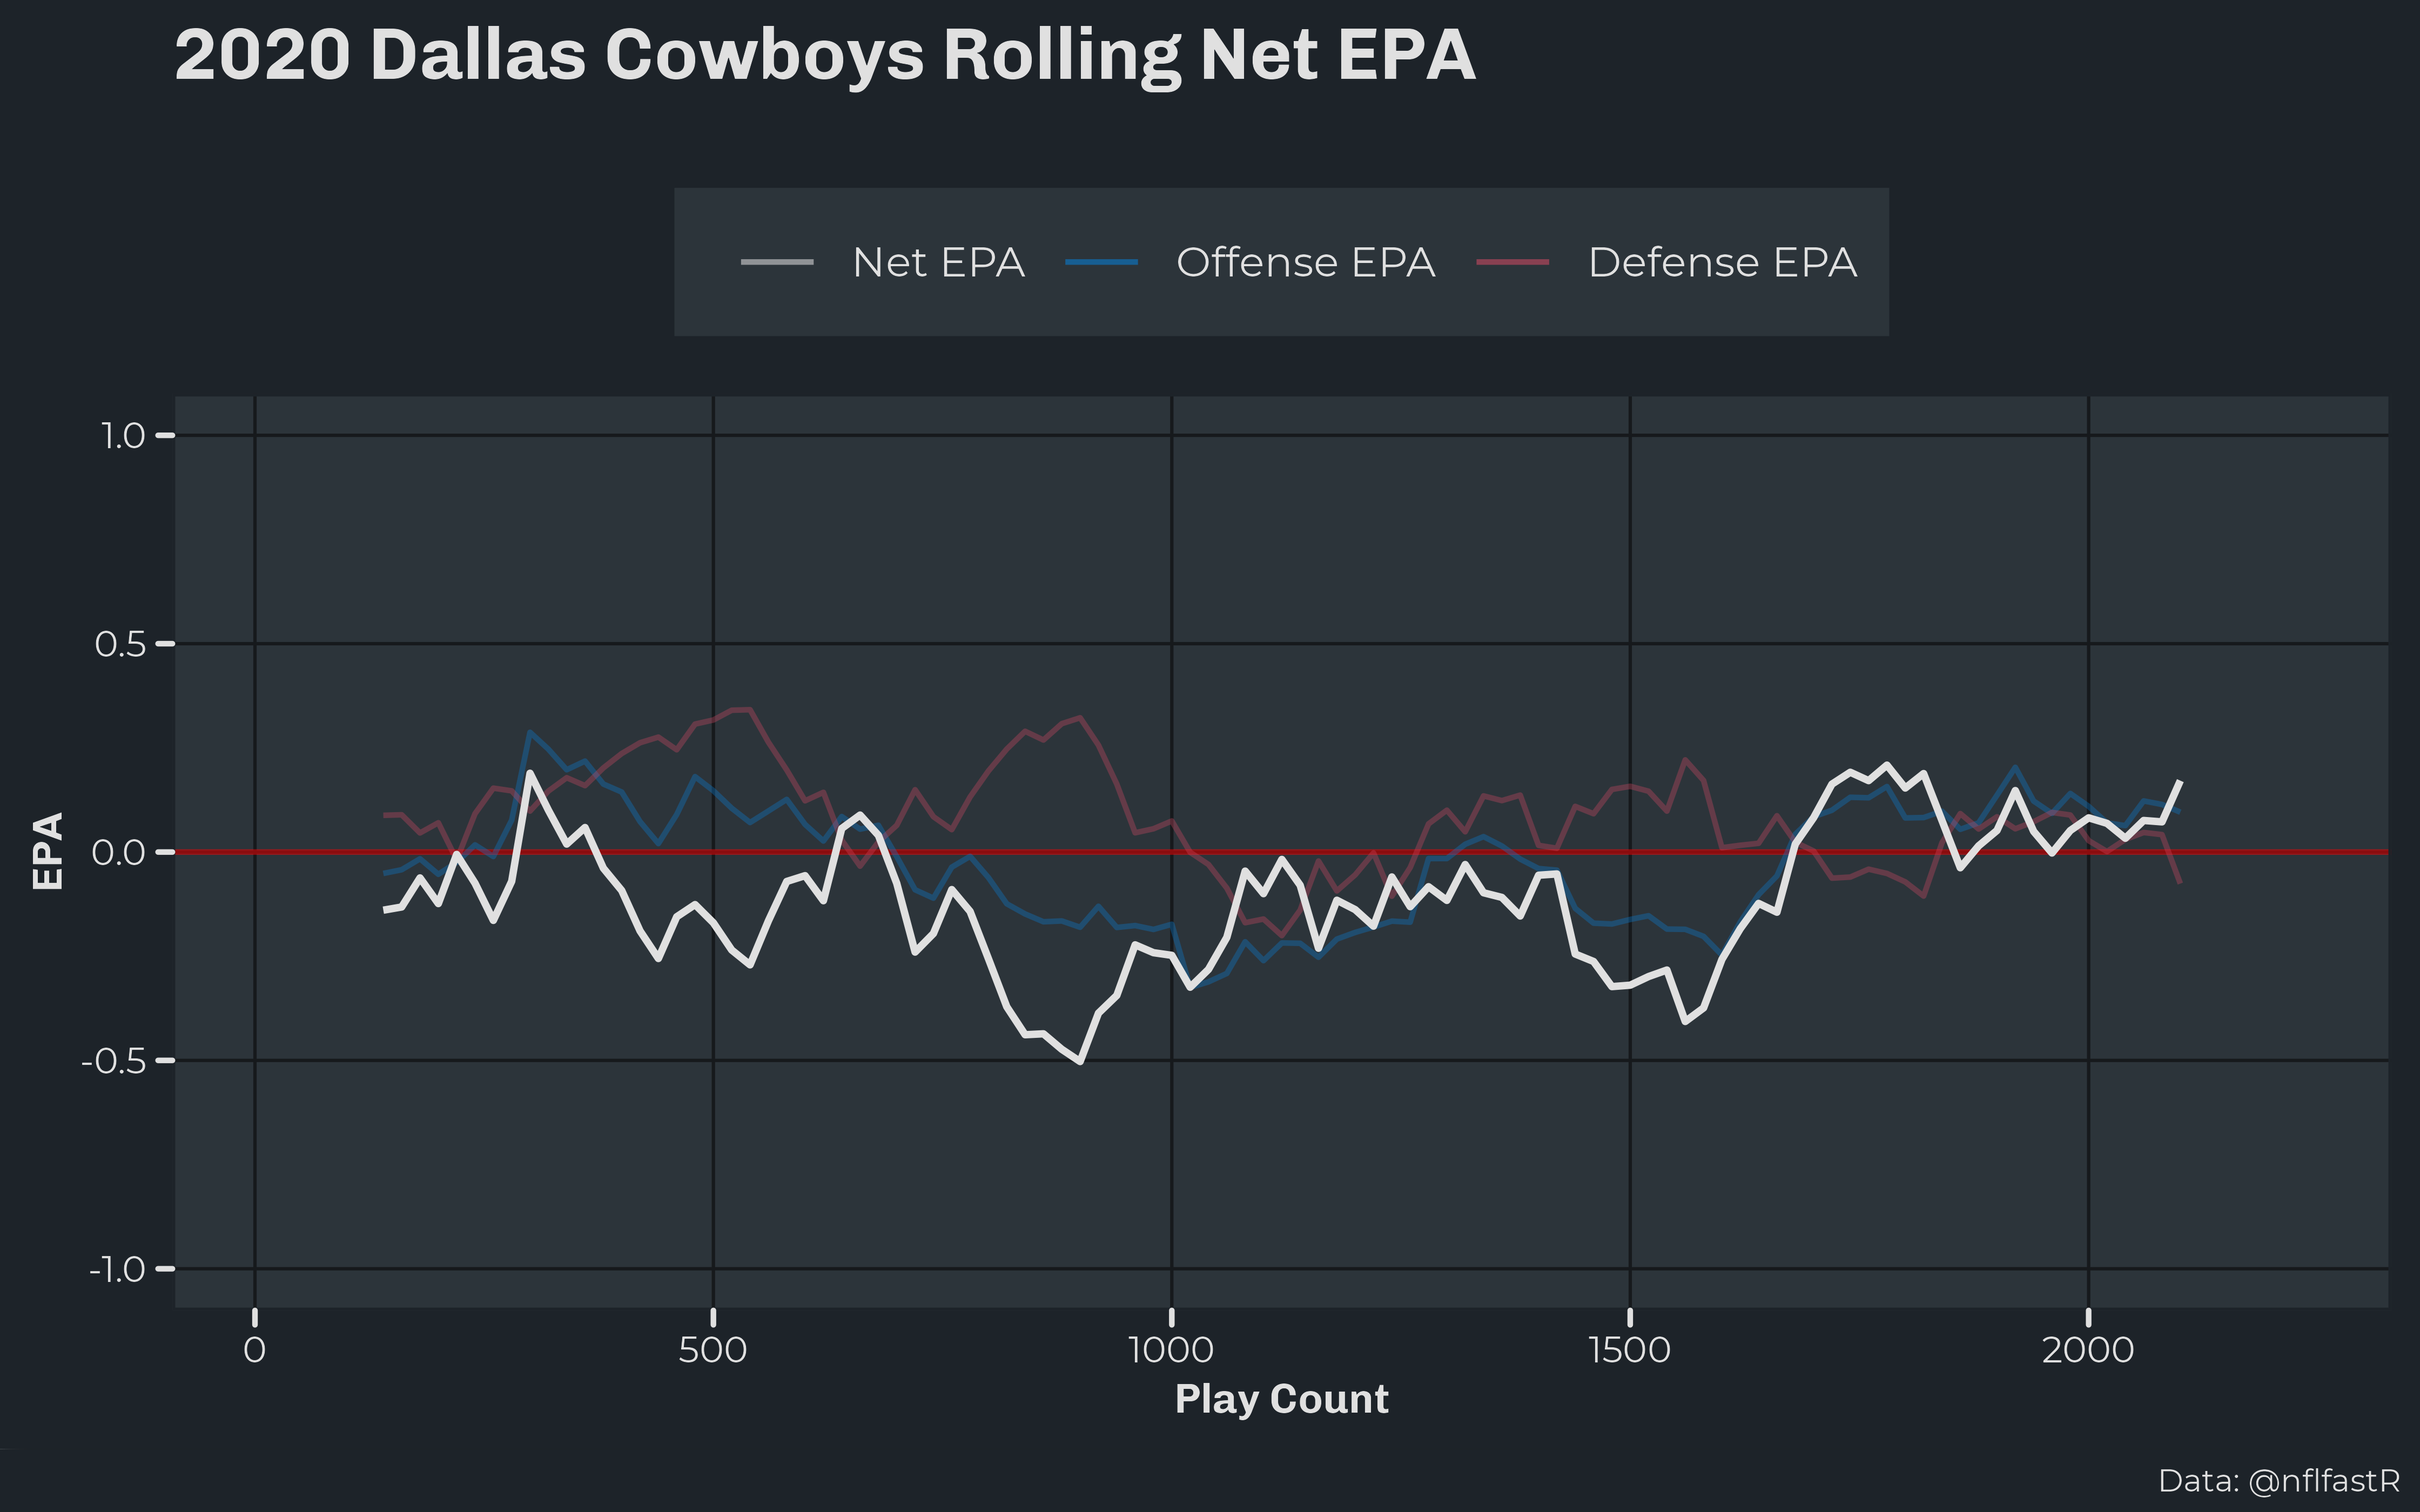 2020 Dallas Cowboys Rolling Net EPA
Net EPA Offense EPA Defense EPA
1.0
0.5
0.0
-0.5
-1.0
EPA
0 500 1000 1500 2000
Play Count
Data: @nflfastR